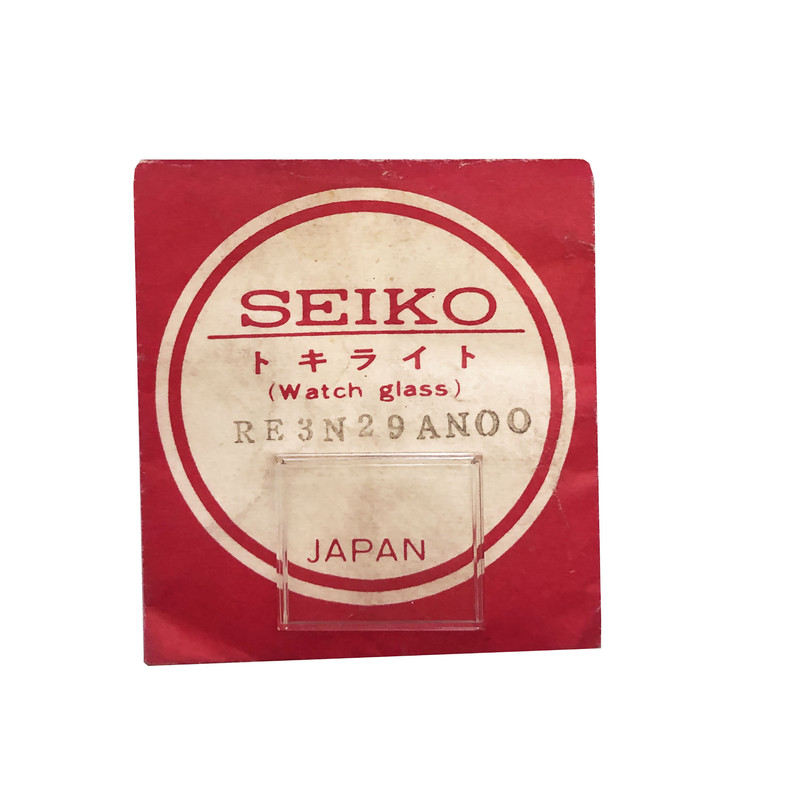 SEIKO
トキライト
(Watch glass)
RE3N29AN00
JAPAN